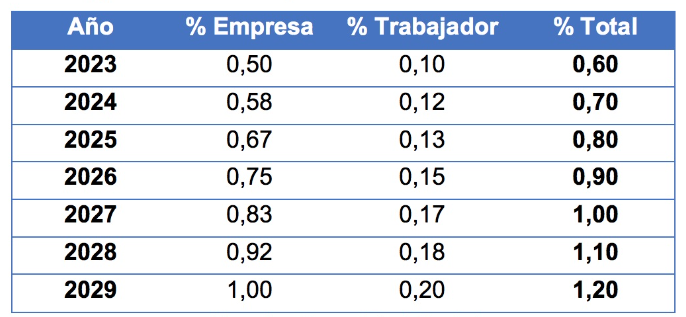 Año % Empresa % Trabajador % Total
2023 0,50 0,10 0,60
2024 0,58 0,12 0,70
2025 0,67 0,13 0,80
2026 0,75 0,15 0,90
2027 0,83 0,17 1,00
2028 0,92 0,18 1,10
2029 1,00 0,20 1,20